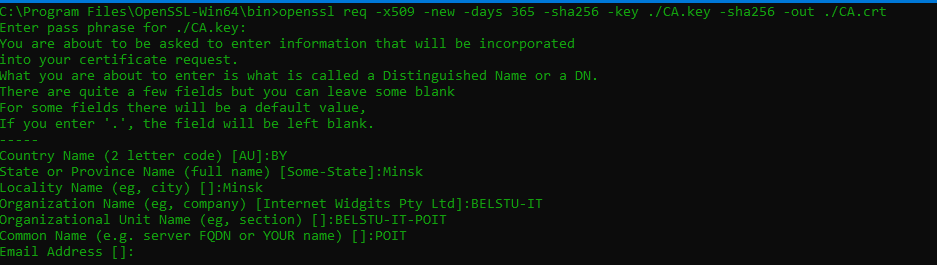 C:\Program Files\OpenSSL-Win64\bin>openssl req -x509 -new -days 365 -sha256 -key ./CA.key -sha256 -out ./CA.crt
Enter pass phrase for ./CA.key:
You are about to be asked to enter information that will be incorporated
into your certificate request.
What you are about to enter is what is called a Distinguished Name or a DN.
There are quite a few fields but you can leave some blank
For some fields there will be a default value,
If you enter '.', the field will be left blank.
-----
Country Name (2 letter code) [AU]:BY
State or Province Name (full name) [Some-State]:Minsk
Locality Name (eg, city) []:Minsk
Organization Name (eg, company) [Internet Widgits Pty Ltd]:BELSTU-IT
Organizational Unit Name (eg, section) []:BELSTU-IT-POIT
Common Name (e.g. server FQDN or YOUR name) []:POIT
Email Address []: